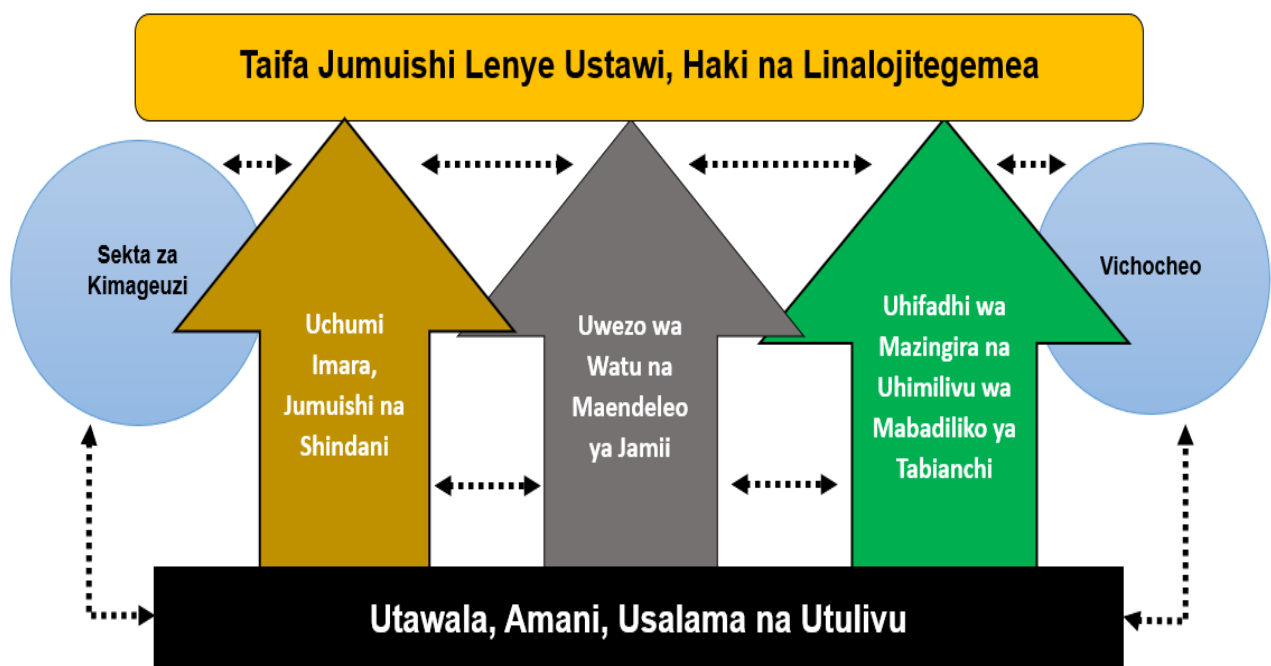 Taifa Jumuishi Lenye Ustawi, Haki na Linalojitegemea
Sekta za
Kimageuzi
Uchumi
Imara,
Jumuishi na
Shindani
Uwezo wa
Watu na
Maendeleo
ya Jamii
Uhifadhi wa
Mazingira na
Uhimilivu wa
Mabadiliko ya
Tabianchi
Vichocheo
Utawala, Amani, Usalama na Utulivu